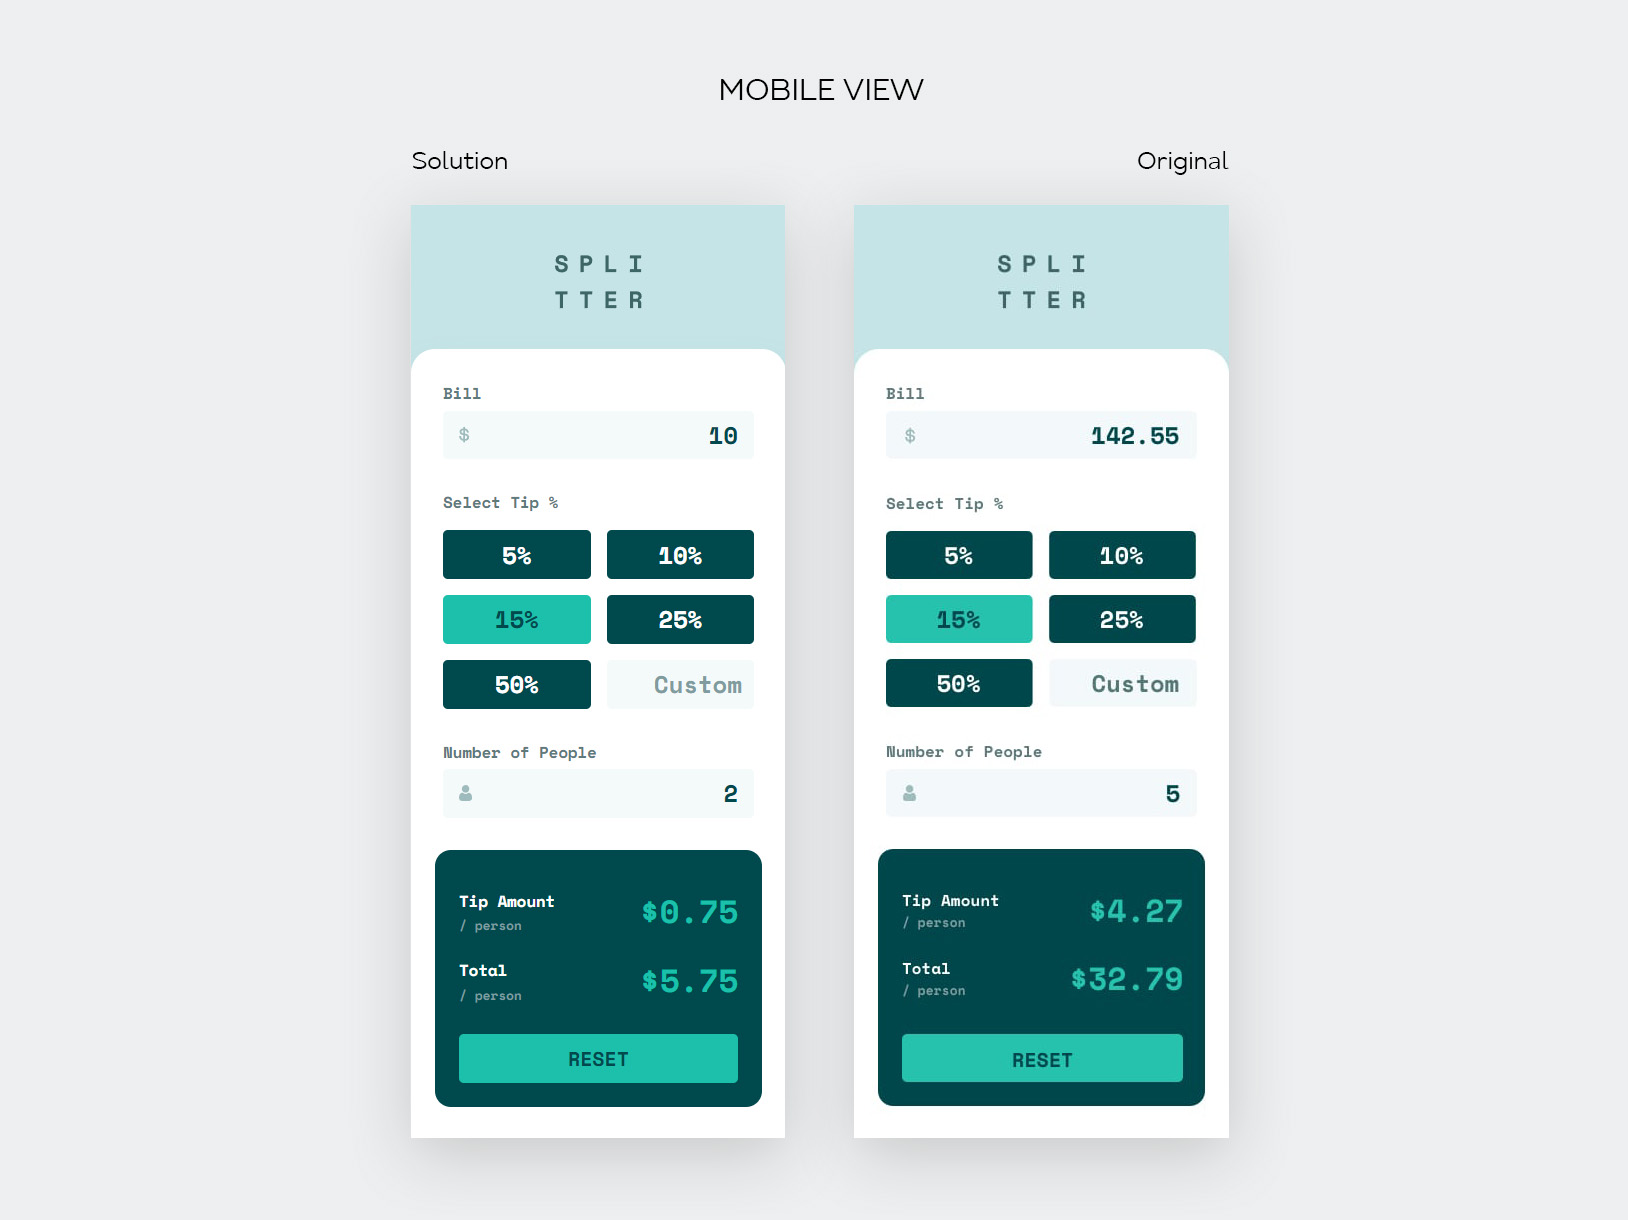 MOBILE VIEW
Solution
Original
SPLI
TTER
Bill
$ 10
Select Tip %
5% 10%
15% 25%
50% Custom
Number of People
2
Tip Amount $0.75
/ person
Total $5.75
/ person
RESET
SPLI
TTER
Bill
$ 142.55
Select Tip %
5% 10%
15% 25%
50% Custom
Number of People
5
Tip Amount $4.27
/ person
Total $32.79
/ person
RESET